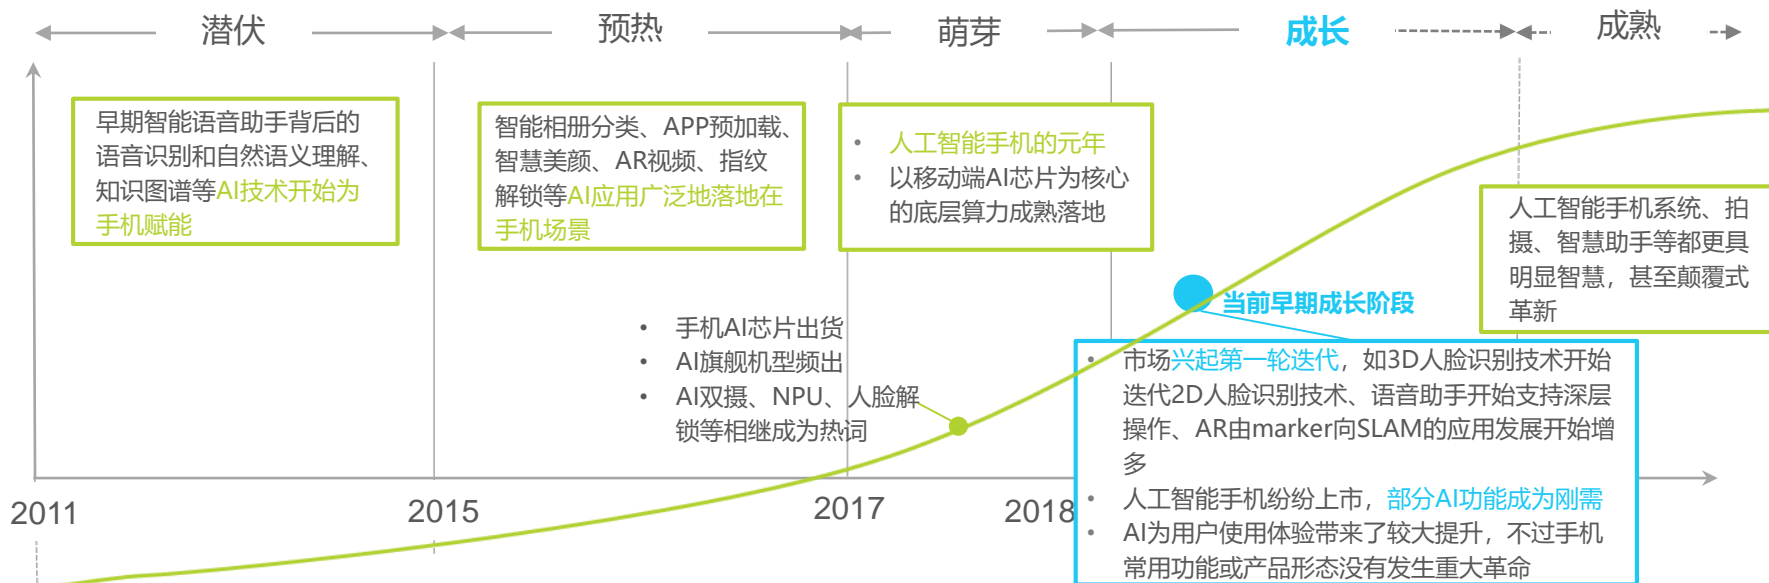 潜伏
预热
萌芽
成长
成熟
早期智能语音助手背后的
语音识别和自然语义理解、
知识图谱等AI技术开始为
手机赋能
智能相册分类、APP预加载、
智慧美颜、AR视频、指纹
解锁等AI应用广泛地落地在
手机场景
• 人工智能手机的元年
• 以移动端AI芯片为核心
的底层算力成熟落地
人工智能手机系统、拍
摄、智慧助手等都更具
明显智慧，甚至颠覆式
革新
当前早期成长阶段
• 手机AI芯片出货
• AI旗舰机型频出
• AI双摄、NPU、人脸解
锁等相继成为热词
• 市场兴起第一轮迭代，如3D人脸识别技术开始
迭代2D人脸识别技术、语音助手开始支持深层
操作、AR由marker向SLAM的应用发展开始增
多
• 人工智能手机纷纷上市，部分AI功能成为刚需
• AI为用户使用体验带来了较大提升，不过手机
常用功能或产品形态没有发生重大革命
2011
2015
2017
2018